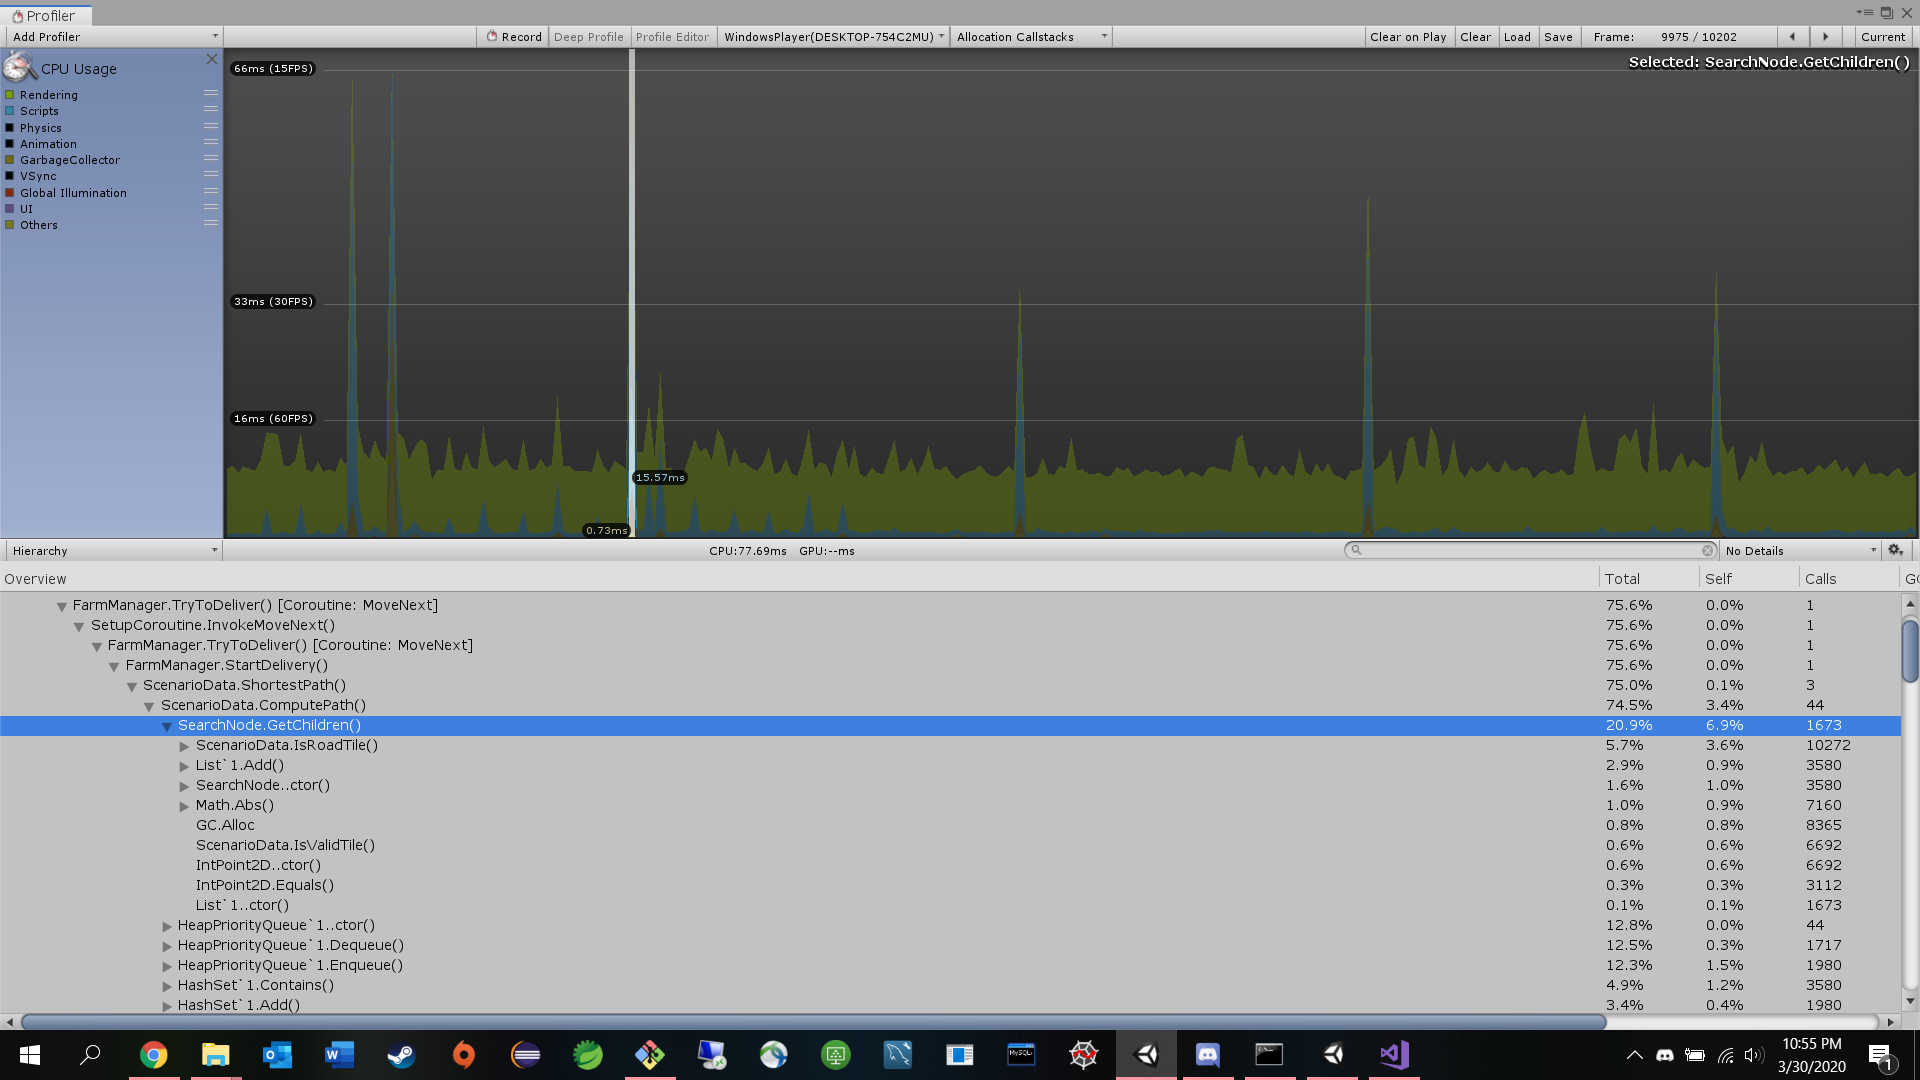 Profiler
Add Profiler
Record
Deep Profile
Profile Editor
WindowsPlayer(DESKTOP-754C2MU)
Allocation Callstacks
Clear on Play
Clear
Load
Save
Frame: 9975 / 10202
Current
CPU Usage
Rendering
Scripts
Physics
Animation
GarbageCollector
VSync
Global Illumination
UI
Others
Selected: SearchNode.GetChildren()
66ms (15FPS)
33ms (30FPS)
16ms (60FPS)
15.57ms
0.73ms
Hierarchy
CPU:77.69ms GPU:--ms
No Details
Overview Total Self Calls GC
FarmManager.TryToDeliver() [Coroutine: MoveNext] 75.6% 0.0% 1
SetupCoroutine.InvokeMoveNext() 75.6% 0.0% 1
FarmManager.TryToDeliver() [Coroutine: MoveNext] 75.6% 0.0% 1
FarmManager.StartDelivery() 75.6% 0.0% 1
ScenarioData.ShortestPath() 75.0% 0.1% 3
ScenarioData.ComputePath() 74.5% 3.4% 44
SearchNode.GetChildren() 20.9% 6.9% 1673
ScenarioData.IsRoadTile() 5.7% 3.6% 10272
List`1.Add() 2.9% 0.9% 3580
SearchNode..ctor() 1.6% 1.0% 3580
Math.Abs() 1.0% 0.9% 7160
GC.Alloc 0.8% 0.8% 8365
ScenarioData.IsValidTile() 0.6% 0.6% 6692
IntPoint2D..ctor() 0.6% 0.6% 6692
IntPoint2D.Equals() 0.3% 0.3% 3112
List`1..ctor() 0.1% 0.1% 1673
HeapPriorityQueue`1..ctor() 12.8% 0.0% 44
HeapPriorityQueue`1.Dequeue() 12.5% 0.3% 1717
HeapPriorityQueue`1.Enqueue() 12.3% 1.5% 1980
HashSet`1.Contains() 4.9% 1.2% 3580
HashSet`1.Add() 3.4% 0.4% 1980
MySQL
10:55 PM
3/30/2020
1